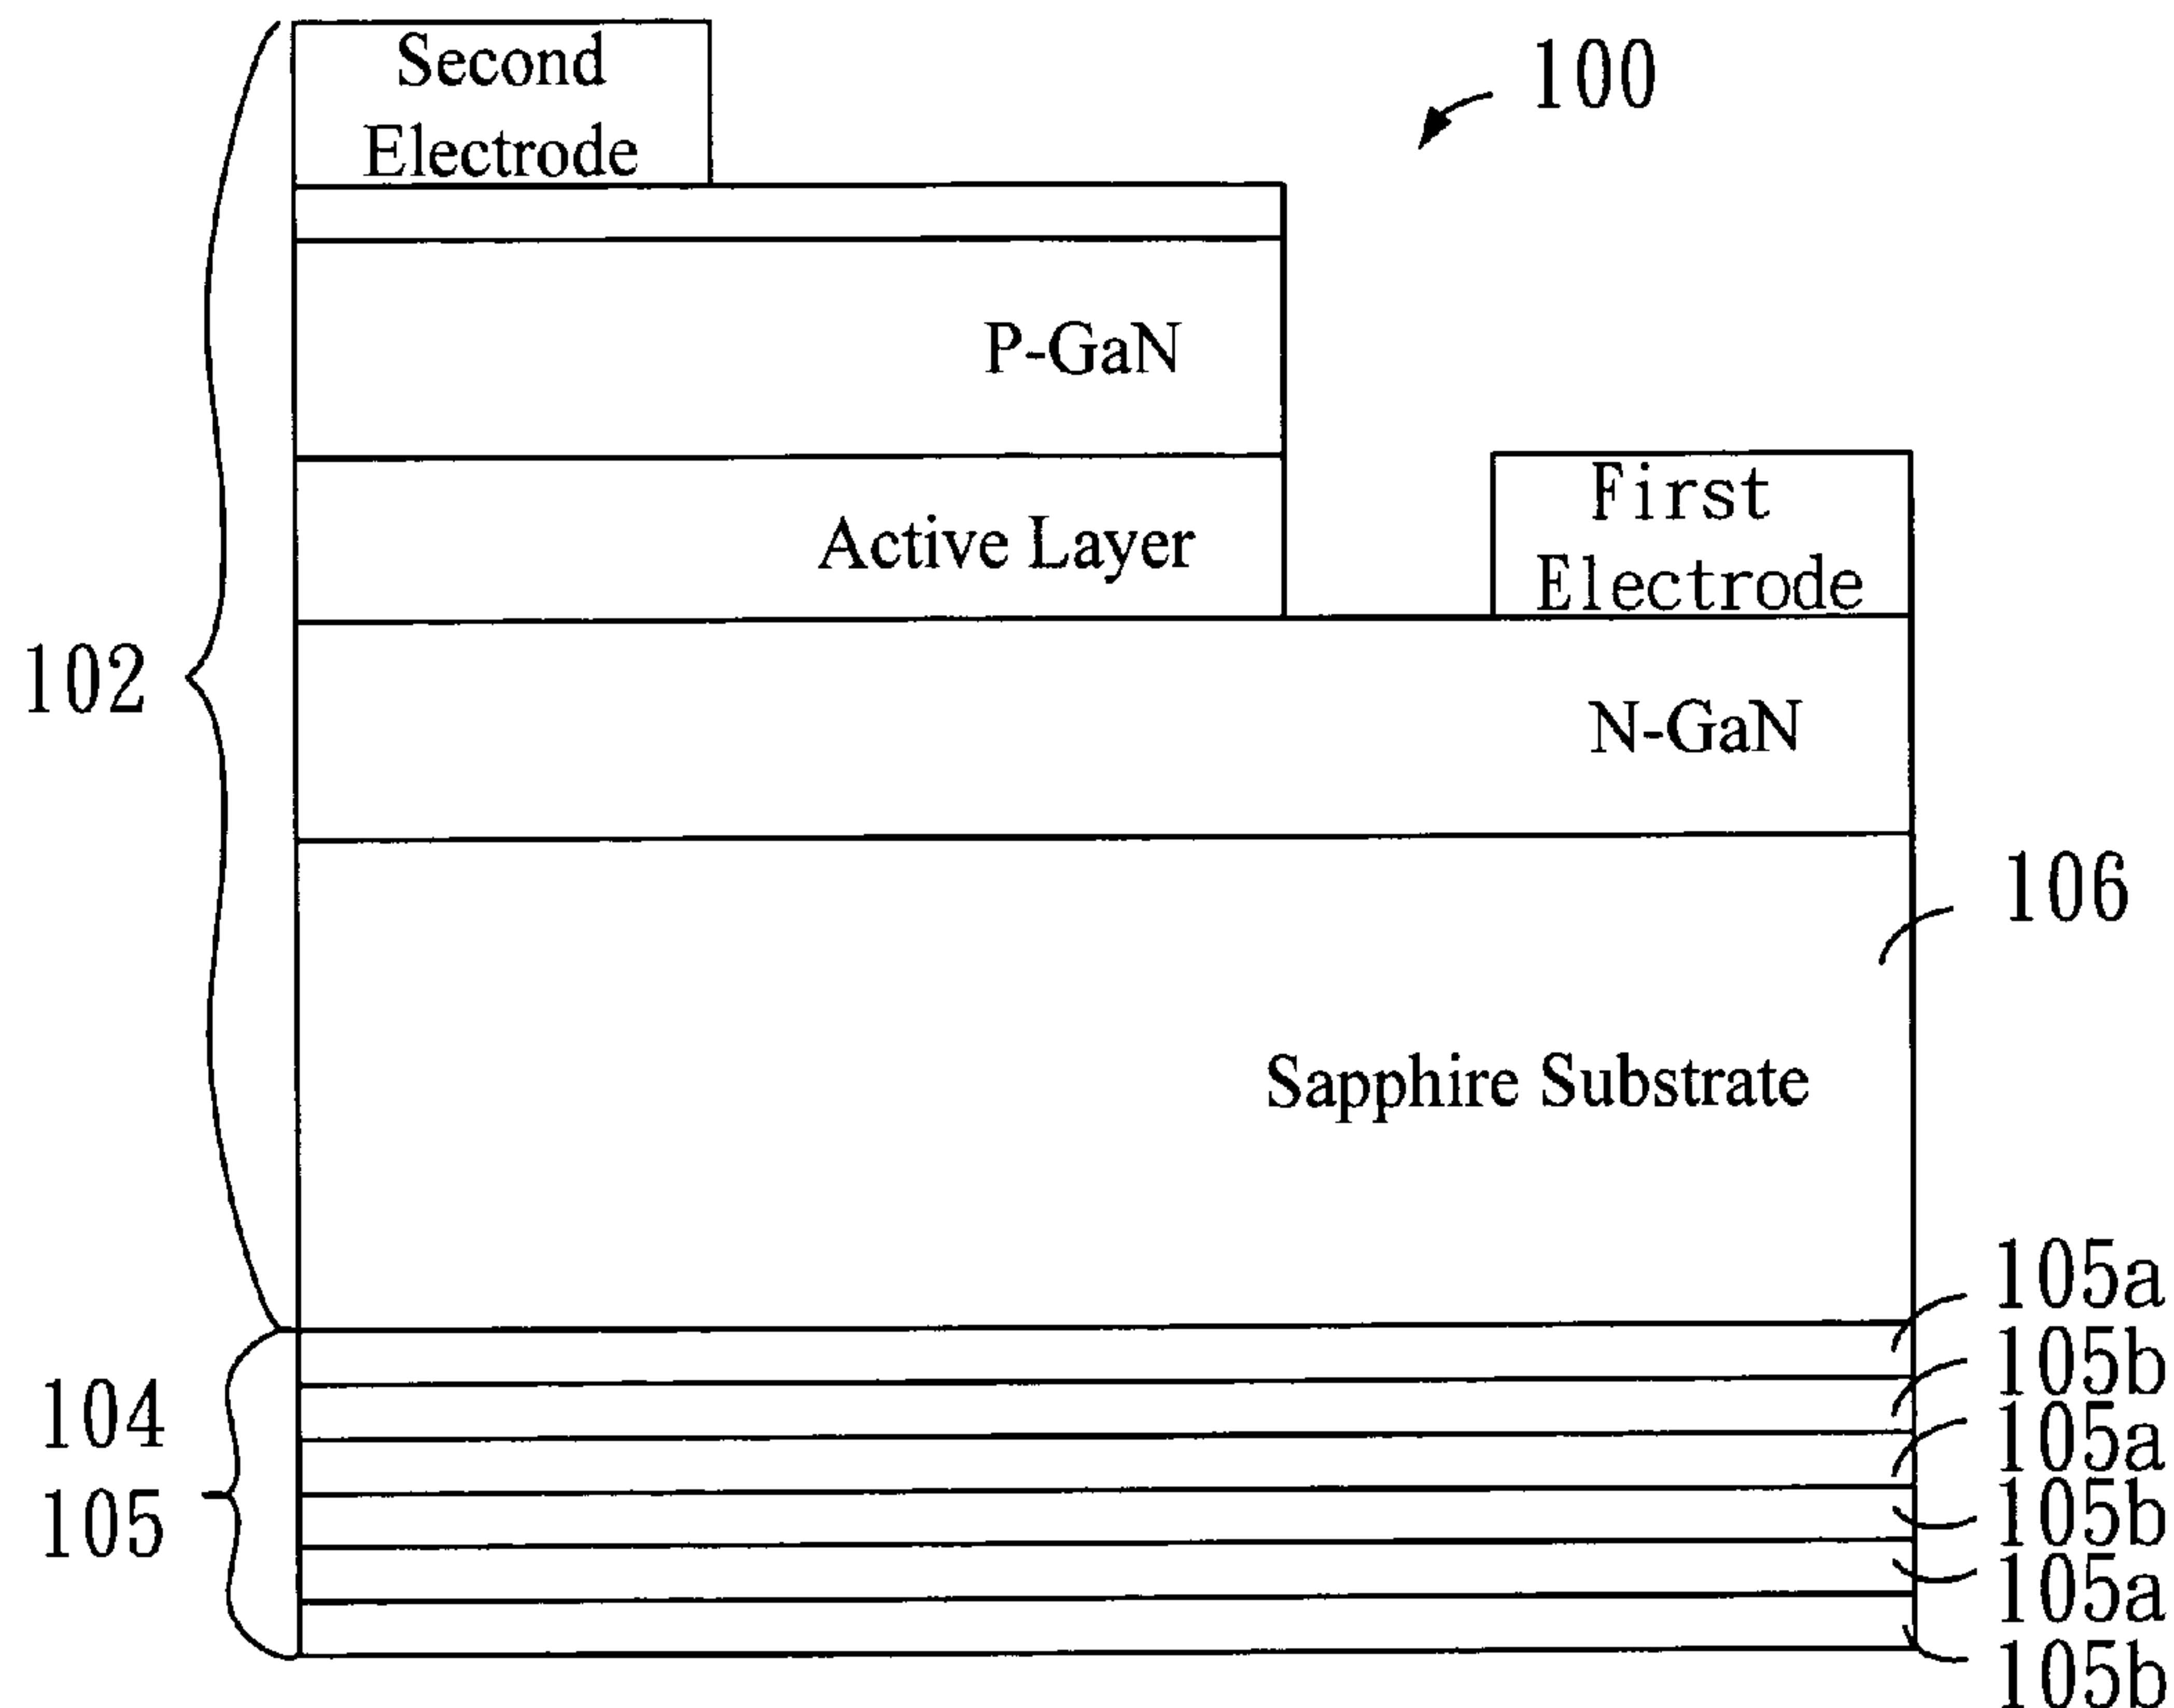 Second
Electrode
100
P-GaN
First
Electrode
Active Layer
102
N-GaN
106
Sapphire Substrate
105a
105b
104
105a
105
105b
105a
105b